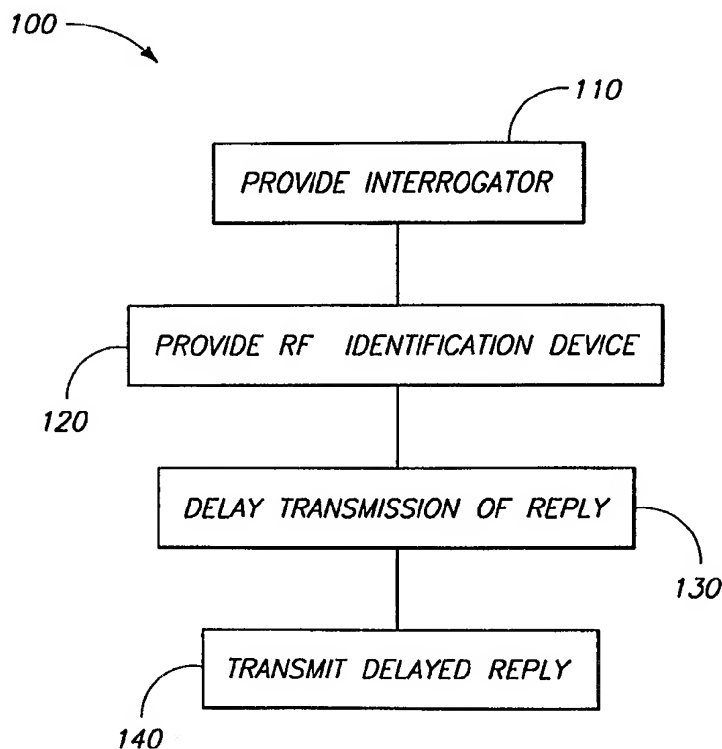 100
110
PROVIDE INTERROGATOR
PROVIDE RF IDENTIFICATION DEVICE
120
DELAY TRANSMISSION OF REPLY
130
TRANSMIT DELAYED REPLY
140